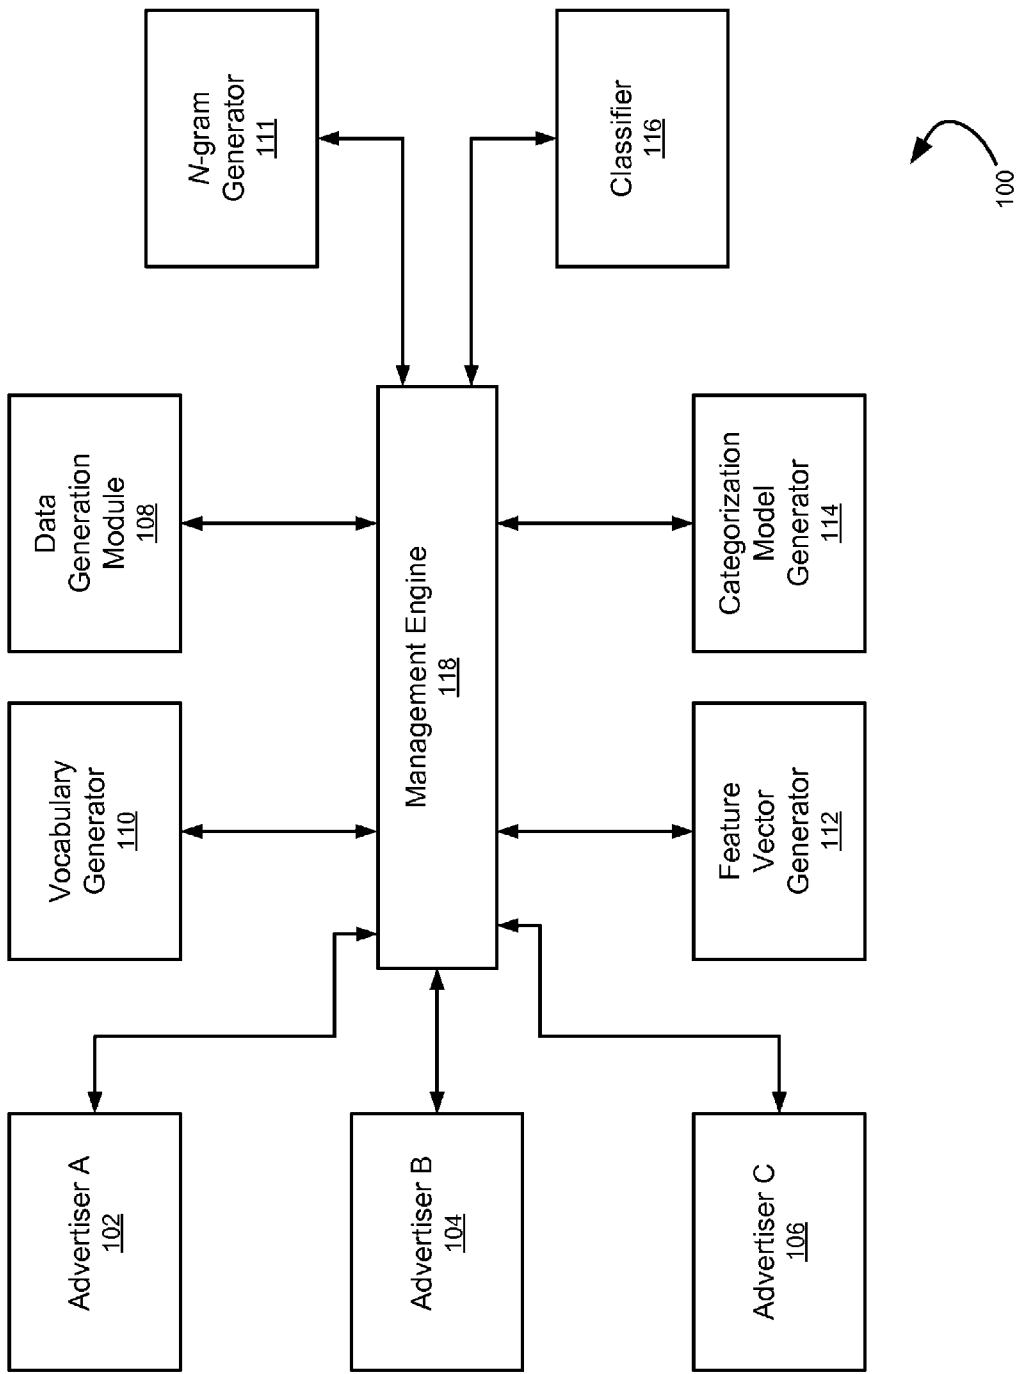 Advertiser A
102
Advertiser B
104
Advertiser C
106
Vocabulary
Generator
110
Data
Generation
Module
108
Management Engine
118
Feature
Vector
Generator
112
Categorization
Model
Generator
114
N-gram
Generator
111
Classifier
116
100